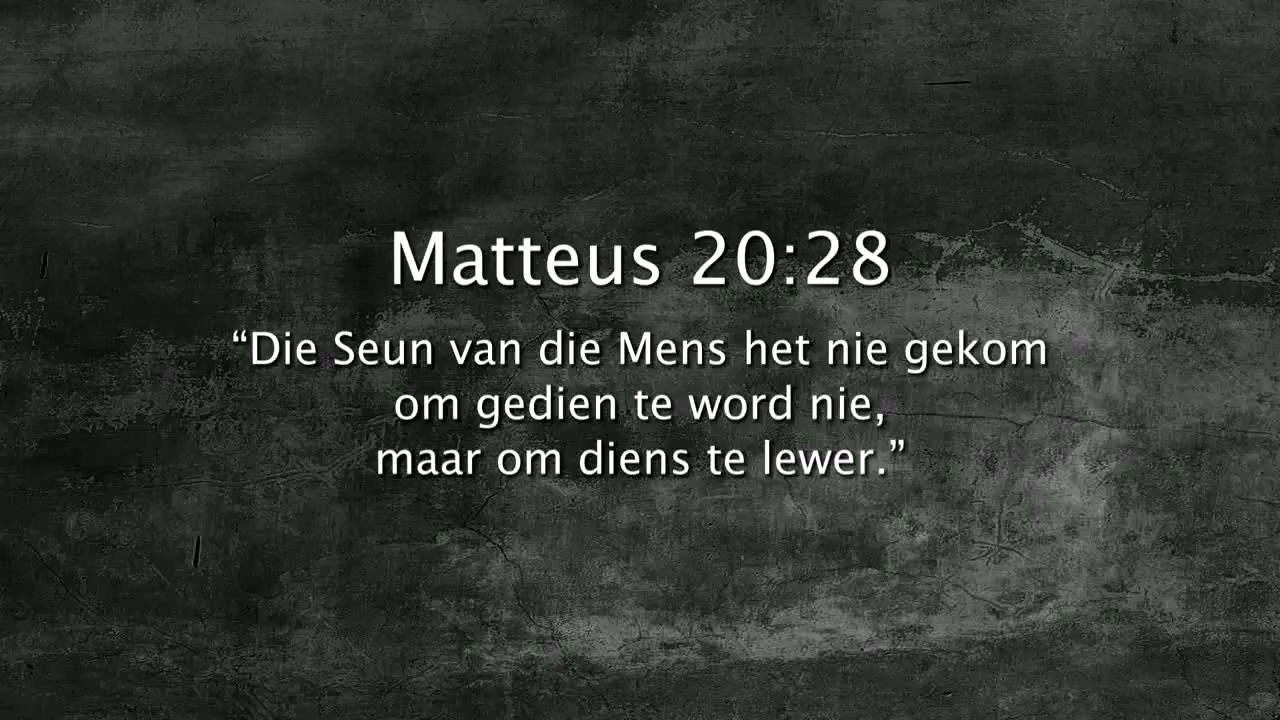 Matteus 20:28
“Die Seun van die Mens het nie gekom
om gedien te word nie,
maar om diens te lewer.”